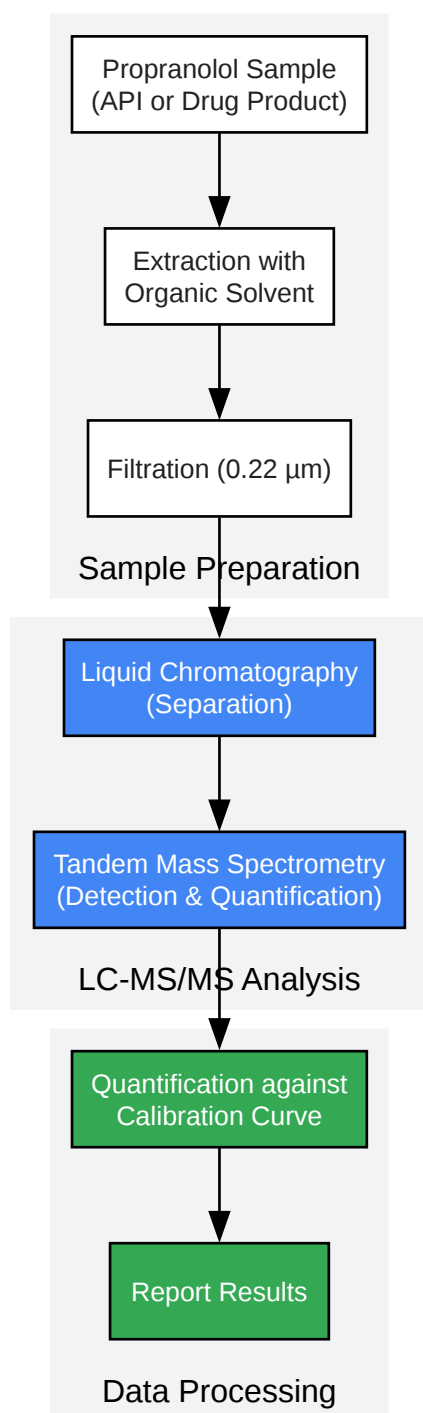 Propranolol Sample
(API or Drug Product)
Extraction with
Organic Solvent
Filtration (0.22 µm)
Sample Preparation
Liquid Chromatography
(Separation)
Tandem Mass Spectrometry
(Detection & Quantification)
LC-MS/MS Analysis
Quantification against
Calibration Curve
Report Results
Data Processing